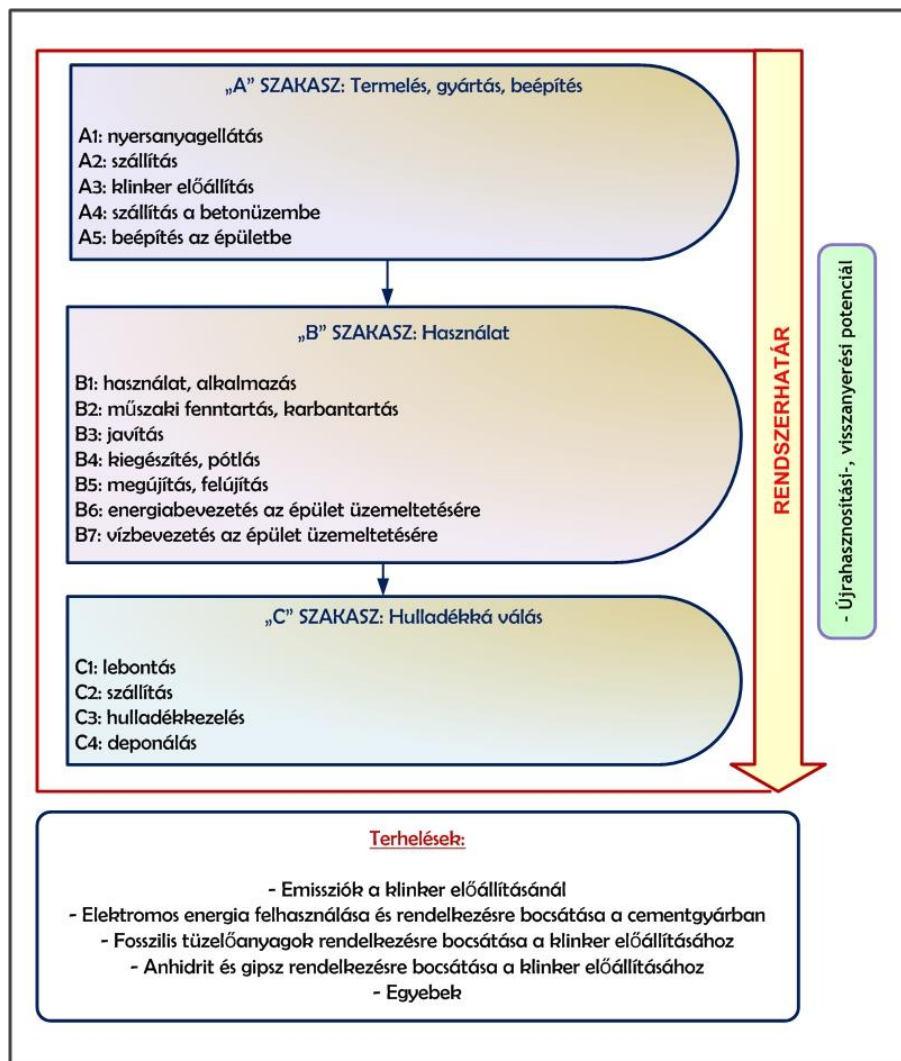 „A” SZAKASZ: Termelés, gyártás, beépítés
A1: nyersanyagellátás
A2: szállítás
A3: klinker előállítás
A4: szállítás a betonüzembe
A5: beépítés az épületbe
„B” SZAKASZ: Használat
B1: használat, alkalmazás
B2: műszaki fenntartás, karbantartás
B3: javítás
B4: kiegészítés, pótlás
B5: megújítás, felújítás
B6: energiabevezetés az épület üzemeltetésére
B7: vízbevezetés az épület üzemeltetésére
„C” SZAKASZ: Hulladékká válás
C1: lebontás
C2: szállítás
C3: hulladékkezelés
C4: deponálás
RENDSZERHATÁR
- Újrahasznosítási-, visszanyerési potenciál
Terhelések:
- Emissziók a klinker előállításánál
- Elektromos energia felhasználása és rendelkezésre bocsátása a cementgyárban
- Fosszilis tüzelőanyagok rendelkezésre bocsátása a klinker előállításához
- Anhidrit és gipsz rendelkezésre bocsátása a klinker előállításához
- Egyebek